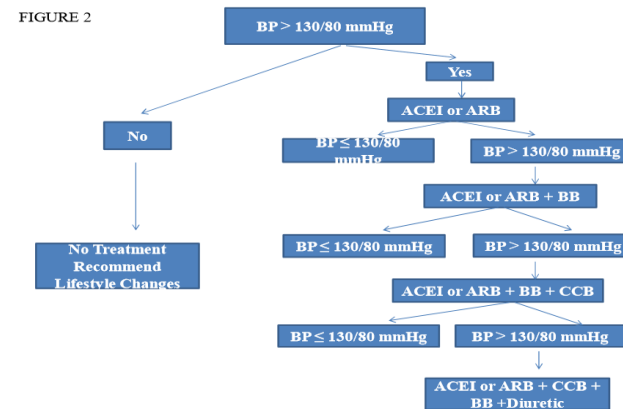 FIGURE 2
BP > 130/80 mmHg
Yes
ACEI or ARB
No
BP ≤ 130/80
mmHg
BP > 130/80 mmHg
ACEI or ARB + BB
No Treatment
Recommend
Lifestyle Changes
BP ≤ 130/80 mmHg
BP > 130/80 mmHg
ACEI or ARB + BB + CCB
BP ≤ 130/80 mmHg
BP > 130/80 mmHg
ACEI or ARB + CCB +
BB +Diuretic